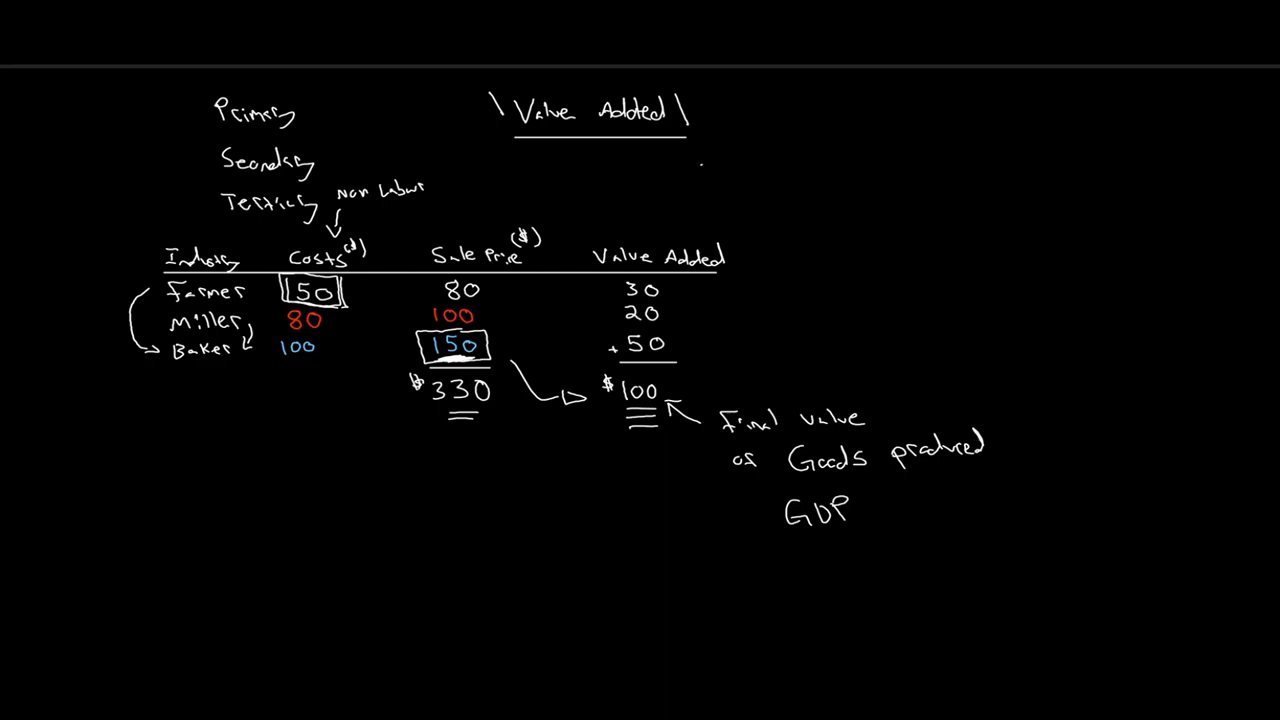 Primary
\ Value Added \
Secondary
Tertiary
Non Labour
Industry Costs($) Sale Price($) Value Added
Farmer 50 80 30
Miller 80 100 20
Baker 100 150 + 50
$330 $100
Final value
of Goods produced
GDP